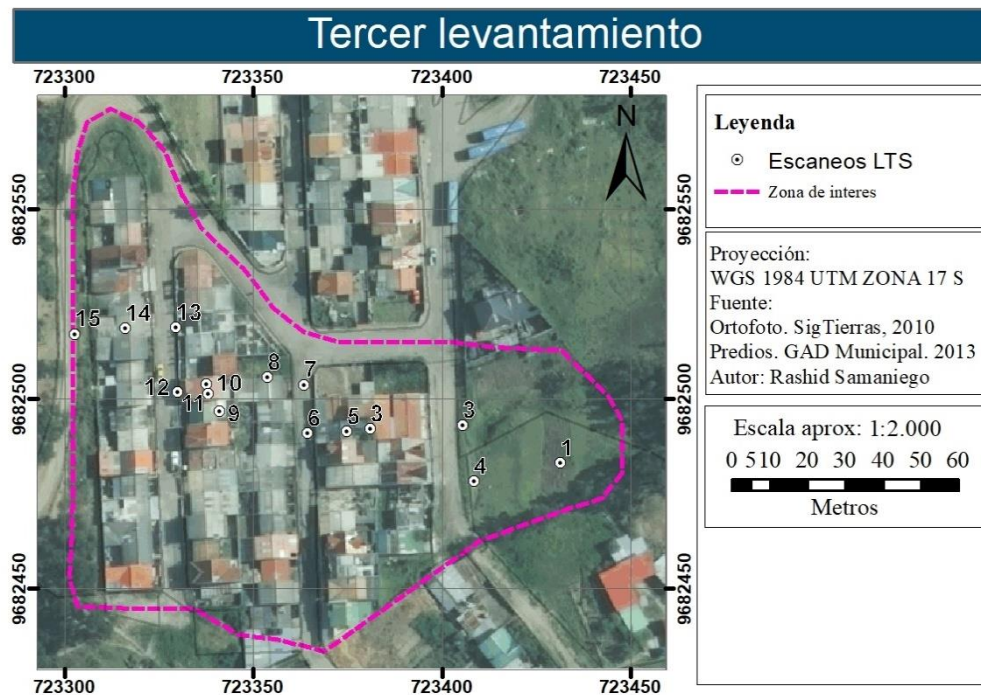 Tercer levantamiento
723300 723350 723400 723450
N
9682550 9682550
9682500 9682500
9682450 9682450
15
14
13
12
11
10
9
8
7
6
5
3
3
4
1
723300 723350 723400 723450
Leyenda
Escaneos LTS
Zona de interes
Proyección:
WGS 1984 UTM ZONA 17 S
Fuente:
Ortofoto. SigTierras, 2010
Predios. GAD Municipal. 2013
Autor: Rashid Samaniego
Escala aprox: 1:2.000
0 5 10 20 30 40 50 60
Metros